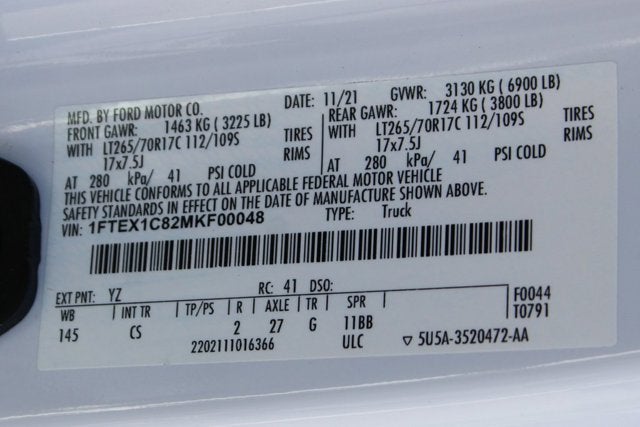 MFD. BY FORD MOTOR CO. DATE: 11/21 GVWR: 3130 KG ( 6900 LB)
FRONT GAWR: 1463 KG ( 3225 LB) REAR GAWR: 1724 KG ( 3800 LB)
WITH LT265/70R17C 112/109S TIRES WITH LT265/70R17C 112/109S TIRES
17x7.5J RIMS 17x7.5J RIMS
AT 280 kPa/ 41 PSI COLD AT 280 kPa/ 41 PSI COLD
THIS VEHICLE CONFORMS TO ALL APPLICABLE FEDERAL MOTOR VEHICLE
SAFETY STANDARDS IN EFFECT ON THE DATE OF MANUFACTURE SHOWN ABOVE.
VIN: 1FTEX1C82MKF00048 TYPE: Truck
EXT PNT: YZ RC: 41 DSO: F0044
WB INT TR TP/PS R AXLE TR SPR T0791
145 CS 2 27 G 11BB
2202111016366 ULC ▽ 5U5A-3520472-AA